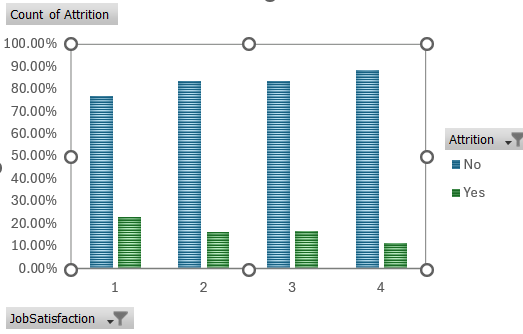 Count of Attrition
100.00%
90.00%
80.00%
70.00%
60.00%
50.00%
40.00%
30.00%
20.00%
10.00%
0.00%
1 2 3 4
Attrition
No
Yes
JobSatisfaction